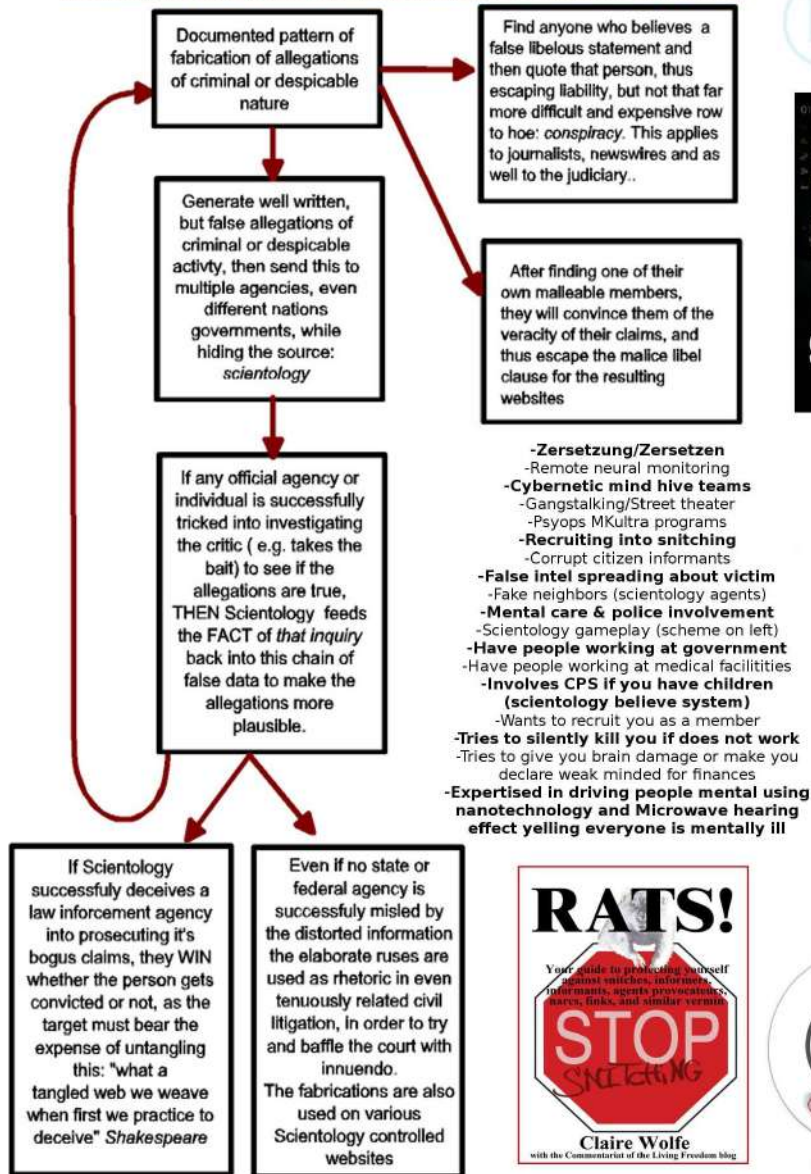 Documented pattern of
fabrication of allegations
of criminal or despicable
nature
Find anyone who believes a
false libelous statement and
then quote that person, thus
escaping liability, but not that far
more difficult and expensive row
to hoe: conspiracy. This applies
to journalists, newswires and as
well to the judiciary..
Generate well written,
but false allegations of
criminal or despicable
activty, then send this to
multiple agencies, even
different nations
governments, while
hiding the source:
scientology
After finding one of their
own malleable members,
they will convince them of the
veracity of their claims, and
thus escape the malice libel
clause for the resulting
websites
If any official agency or
individual is successfully
tricked into investigating
the critic ( e.g. takes the
bait) to see if the
allegations are true,
THEN Scientology feeds
the FACT of that inquiry
back into this chain of
false data to make the
allegations more
plausible.
-Zersetzung/Zersetzen
-Remote neural monitoring
-Cybernetic mind hive teams
-Gangstalking/Street theater
-Psyops MKultra programs
-Recruiting into snitching
-Corrupt citizen informants
-False intel spreading about victim
-Fake neighbors (scientology agents)
-Mental care & police involvement
-Scientology gameplay (scheme on left)
-Have people working at government
-Have people working at medical facilitities
-Involves CPS if you have children
(scientology believe system)
-Wants to recruit you as a member
-Tries to silently kill you if does not work
-Tries to give you brain damage or make you
declare weak minded for finances
-Expertised in driving people mental using
nanotechnology and Microwave hearing
effect yelling everyone is mentally ill
If Scientology
successfuly deceives a
law inforcement agency
into prosecuting it's
bogus claims, they WIN
whether the person gets
convicted or not, as the
target must bear the
expense of untangling
this: "what a
tangled web we weave
when first we practice to
deceive" Shakespeare
Even if no state or
federal agency is
successfuly misled by
the distorted information
the elaborate ruses are
used as rhetoric in even
tenuously related civil
litigation, in order to try
and baffle the court with
innuendo.
The fabrications are also
used on various
Scientology controlled
websites
RATS!
Your guide to protecting yourself
against snitches, informers,
informants, agents provocateurs,
narcs, finks, and similar vermin
STOP
SNITCHING
Claire Wolfe
with the Commentariat of the Living Freedom blog